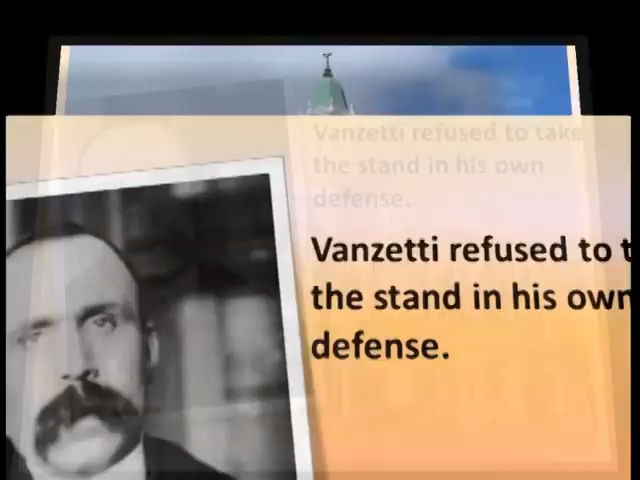 Vanzetti refused to take
the stand in his own
defense.
Vanzetti refused to t
the stand in his own
defense.